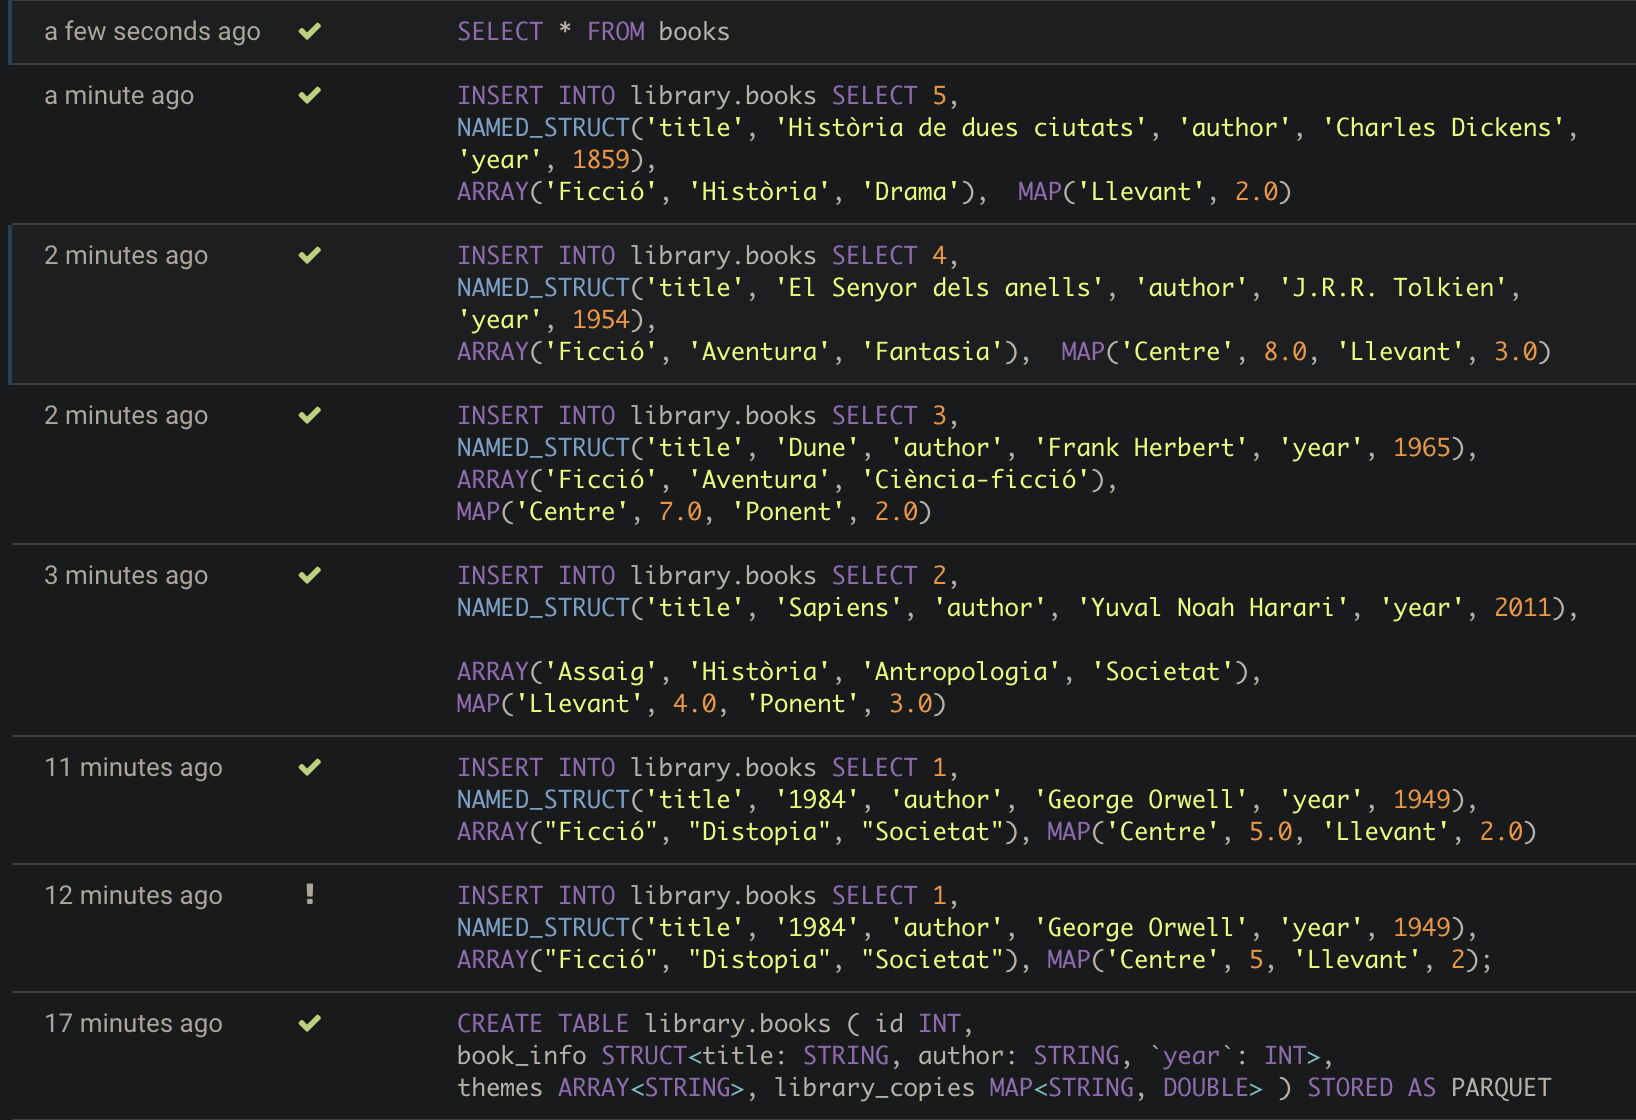 a few seconds ago SELECT * FROM books
a minute ago INSERT INTO library.books SELECT 5,
NAMED_STRUCT('title', 'Història de dues ciutats', 'author', 'Charles Dickens',
'year', 1859),
ARRAY('Ficció', 'Història', 'Drama'),  MAP('Llevant', 2.0)
2 minutes ago INSERT INTO library.books SELECT 4,
NAMED_STRUCT('title', 'El Senyor dels anells', 'author', 'J.R.R. Tolkien',
'year', 1954),
ARRAY('Ficció', 'Aventura', 'Fantasia'),  MAP('Centre', 8.0, 'Llevant', 3.0)
2 minutes ago INSERT INTO library.books SELECT 3,
NAMED_STRUCT('title', 'Dune', 'author', 'Frank Herbert', 'year', 1965),
ARRAY('Ficció', 'Aventura', 'Ciència-ficció'),
MAP('Centre', 7.0, 'Ponent', 2.0)
3 minutes ago INSERT INTO library.books SELECT 2,
NAMED_STRUCT('title', 'Sapiens', 'author', 'Yuval Noah Harari', 'year', 2011),
ARRAY('Assaig', 'Història', 'Antropologia', 'Societat'),
MAP('Llevant', 4.0, 'Ponent', 3.0)
11 minutes ago INSERT INTO library.books SELECT 1,
NAMED_STRUCT('title', '1984', 'author', 'George Orwell', 'year', 1949),
ARRAY("Ficció", "Distopia", "Societat"), MAP('Centre', 5.0, 'Llevant', 2.0)
12 minutes ago ! INSERT INTO library.books SELECT 1,
NAMED_STRUCT('title', '1984', 'author', 'George Orwell', 'year', 1949),
ARRAY("Ficció", "Distopia", "Societat"), MAP('Centre', 5, 'Llevant', 2);
17 minutes ago CREATE TABLE library.books ( id INT,
book_info STRUCT<title: STRING, author: STRING, `year`: INT>,
themes ARRAY<STRING>, library_copies MAP<STRING, DOUBLE> ) STORED AS PARQUET